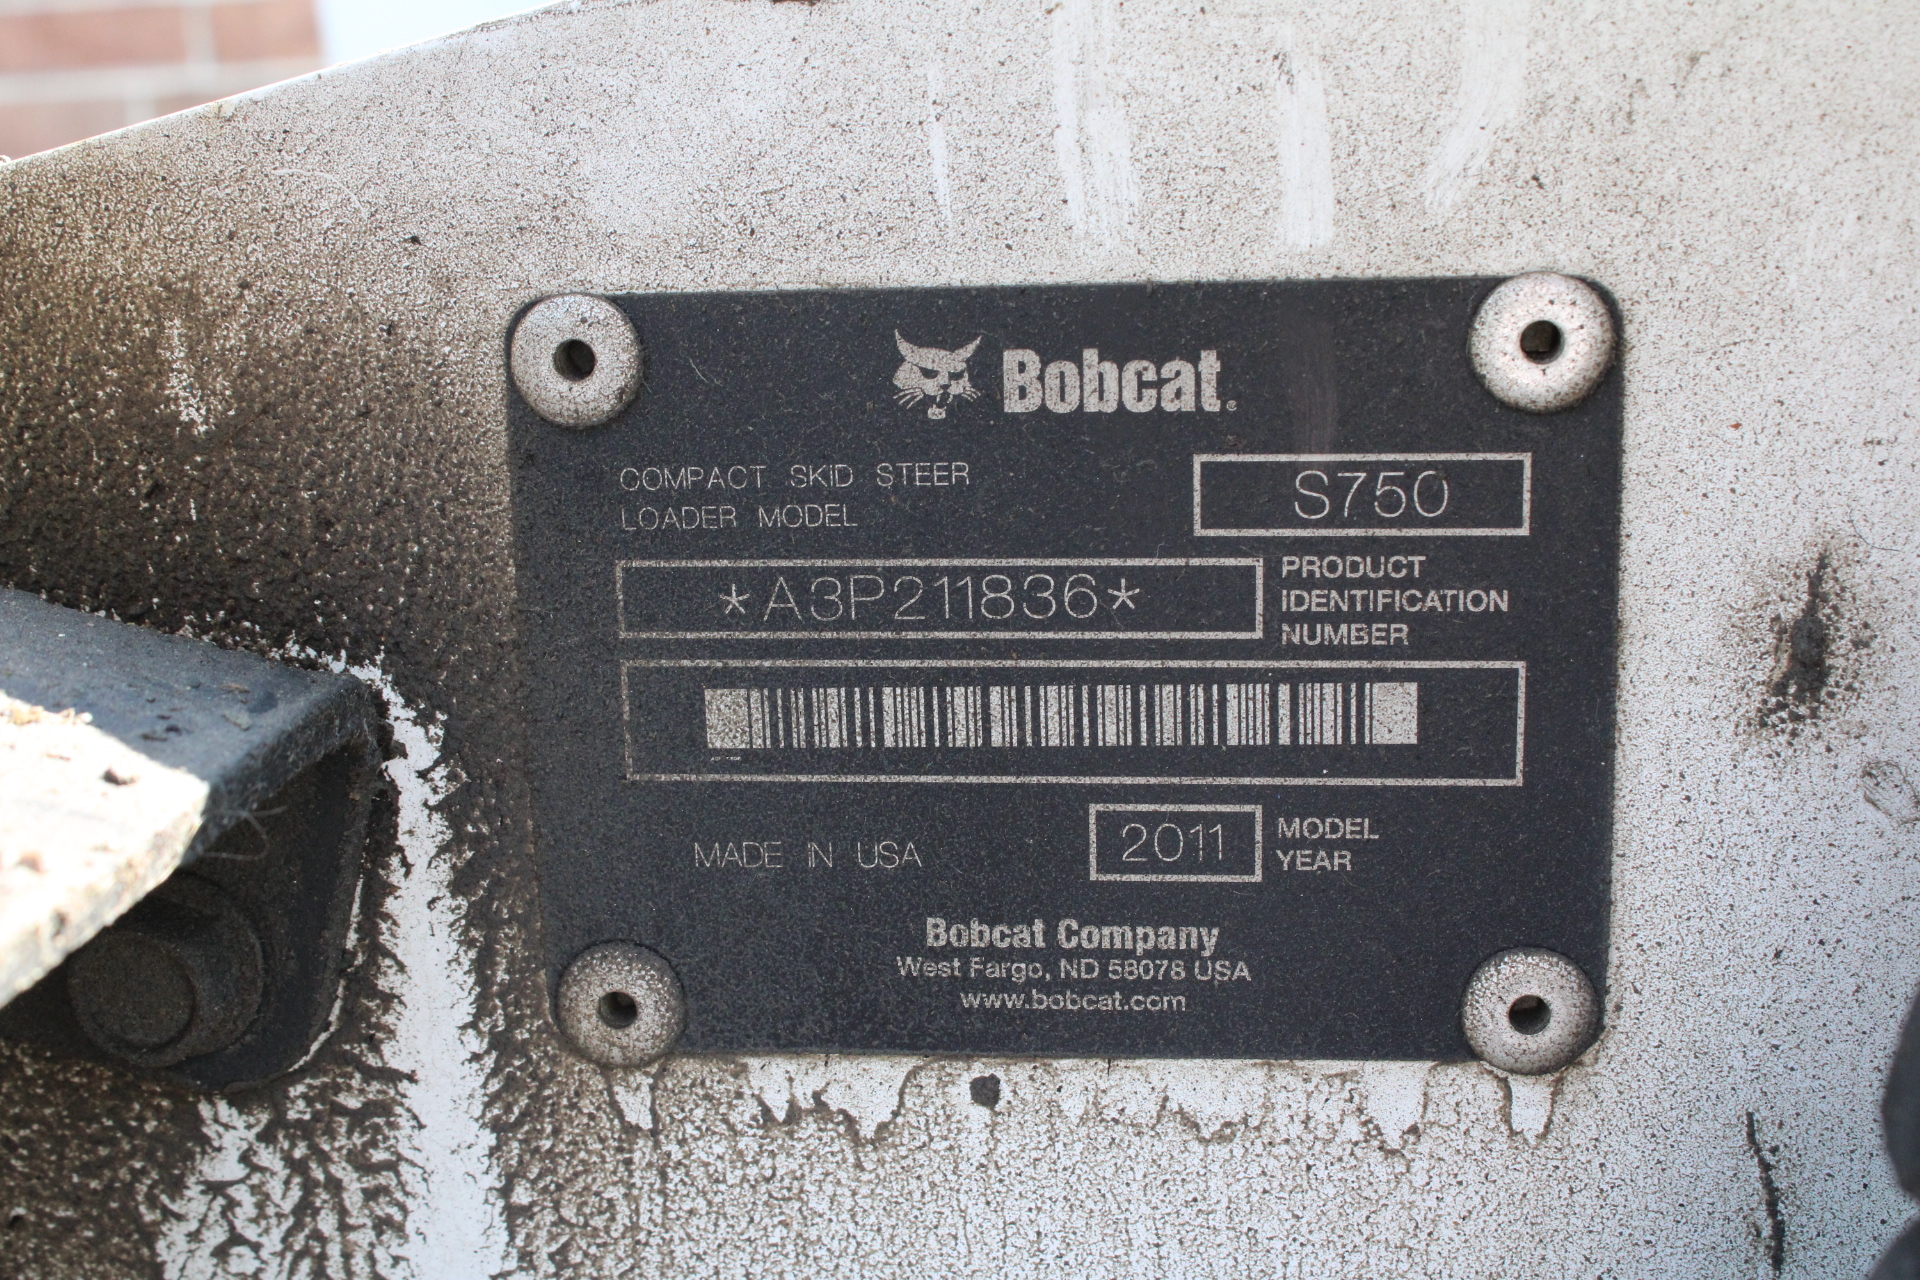 Bobcat®
COMPACT SKID STEER
LOADER MODEL
S750
*A3P211836*
PRODUCT
IDENTIFICATION
NUMBER
MADE IN USA
2011
MODEL
YEAR
Bobcat Company
West Fargo, ND 58078 USA
www.bobcat.com